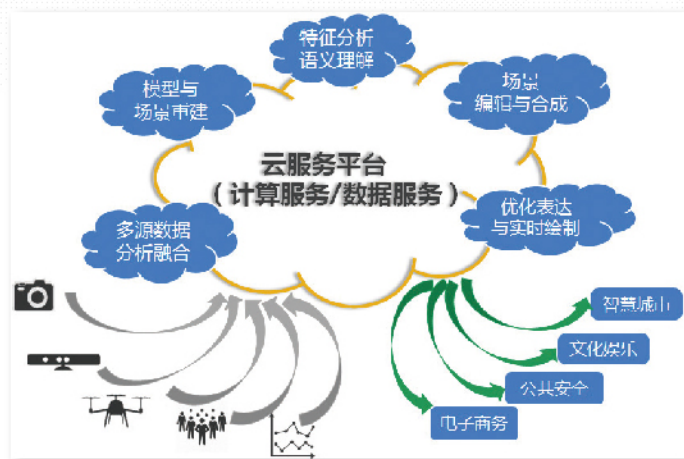 特征分析
语义理解
模型与
场景重建
场景
编辑与合成
云服务平台
（计算服务/数据服务）
多源数据
分析融合
优化表达
与实时绘制
智慧城市
文化娱乐
公共安全
电子商务